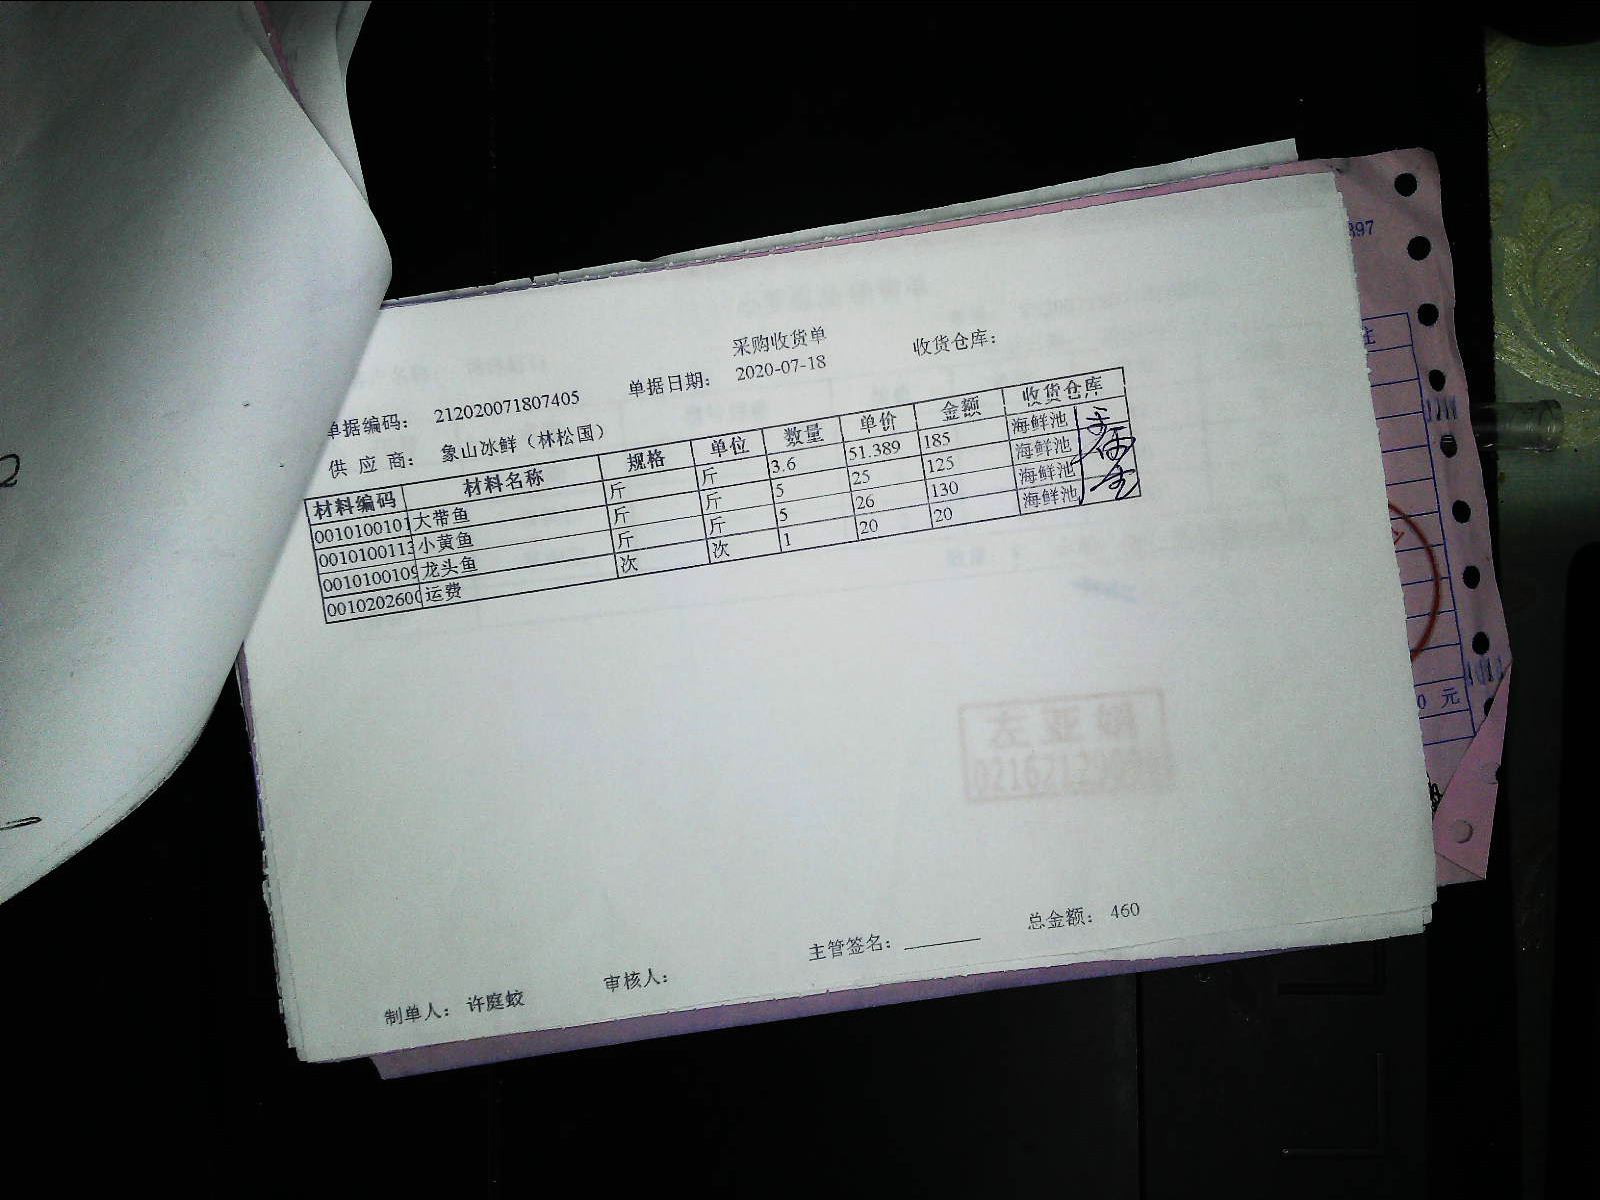 采购收货单
单据编码： 212020071807405 单据日期： 2020-07-18 收货仓库：
供 应 商： 象山冰鲜（林松国）
材料编码 材料名称 规格 单位 数量 单价 金额 收货仓库
0010100101 大带鱼 斤 斤 3.6 51.389 185 海鲜池
0010100113 小黄鱼 斤 斤 5 25 125 海鲜池
0010100109 龙头鱼 斤 斤 5 26 130 海鲜池
0010202600 运费 次 次 1 20 20 海鲜池
制单人： 许庭蛟 审核人： 主管签名： 总金额： 460
397
0 元